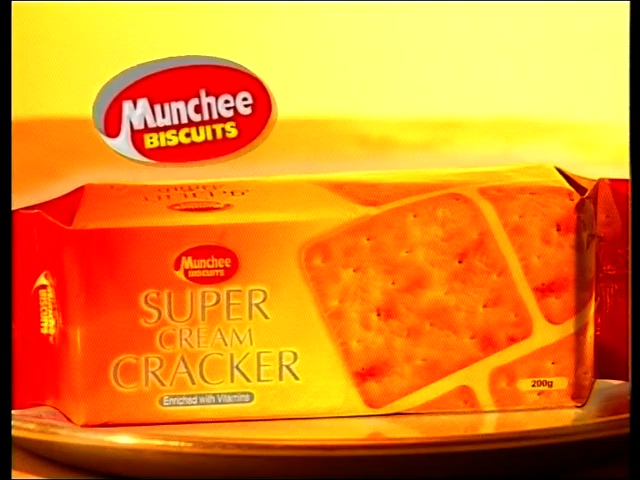 Munchee
BISCUITS
Munchee
BISCUITS
SUPER
CREAM
CRACKER
Enriched with Vitamins
200g